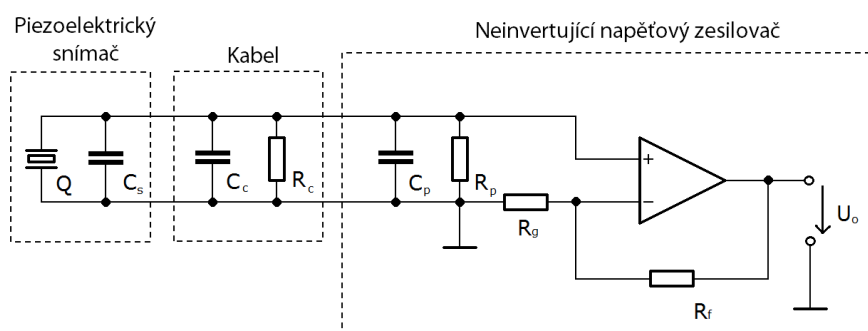 Piezoelektrický
snímač
Kabel
Neinvertující napěťový zesilovač
Q
Cs
Cc
Rc
Cp
Rp
Rg
+
−
Rf
Uo